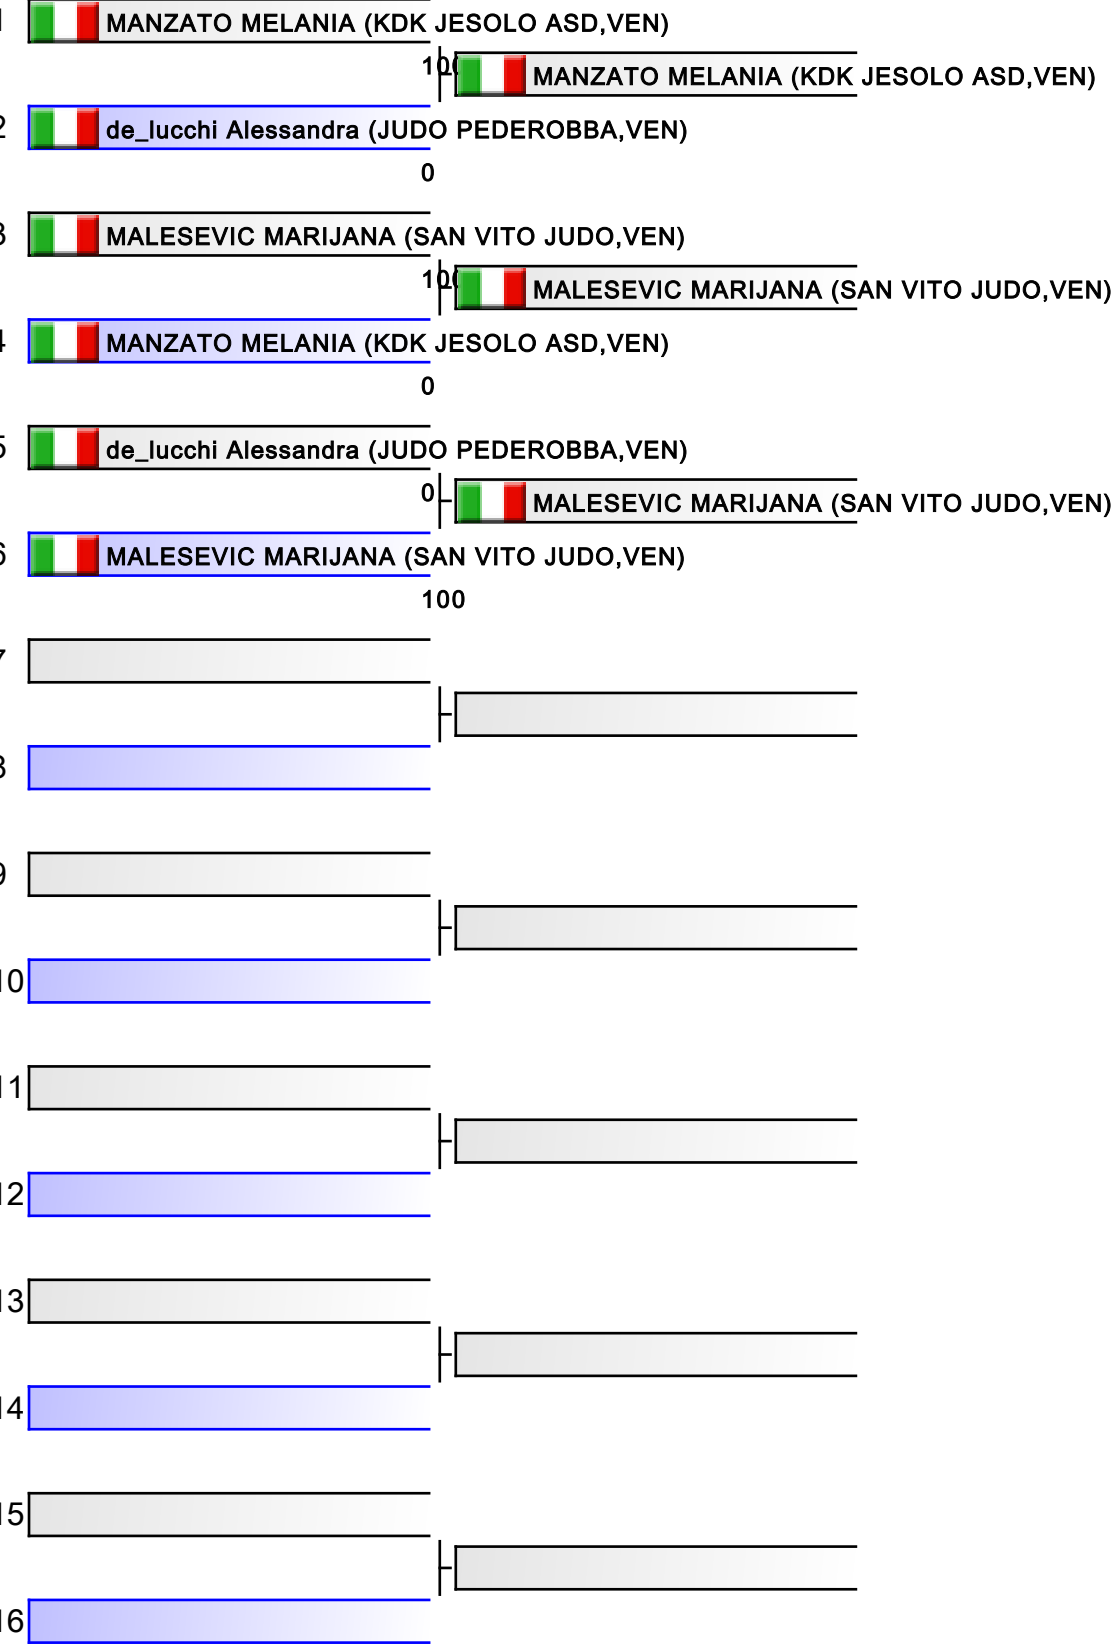 1 MANZATO MELANIA (KDK JESOLO ASD,VEN)
100 MANZATO MELANIA (KDK JESOLO ASD,VEN)
2 de_lucchi Alessandra (JUDO PEDEROBBA,VEN)
0
3 MALESEVIC MARIJANA (SAN VITO JUDO,VEN)
100 MALESEVIC MARIJANA (SAN VITO JUDO,VEN)
4 MANZATO MELANIA (KDK JESOLO ASD,VEN)
0
5 de_lucchi Alessandra (JUDO PEDEROBBA,VEN)
0 MALESEVIC MARIJANA (SAN VITO JUDO,VEN)
6 MALESEVIC MARIJANA (SAN VITO JUDO,VEN)
100
7
8
9
10
11
12
13
14
15
16